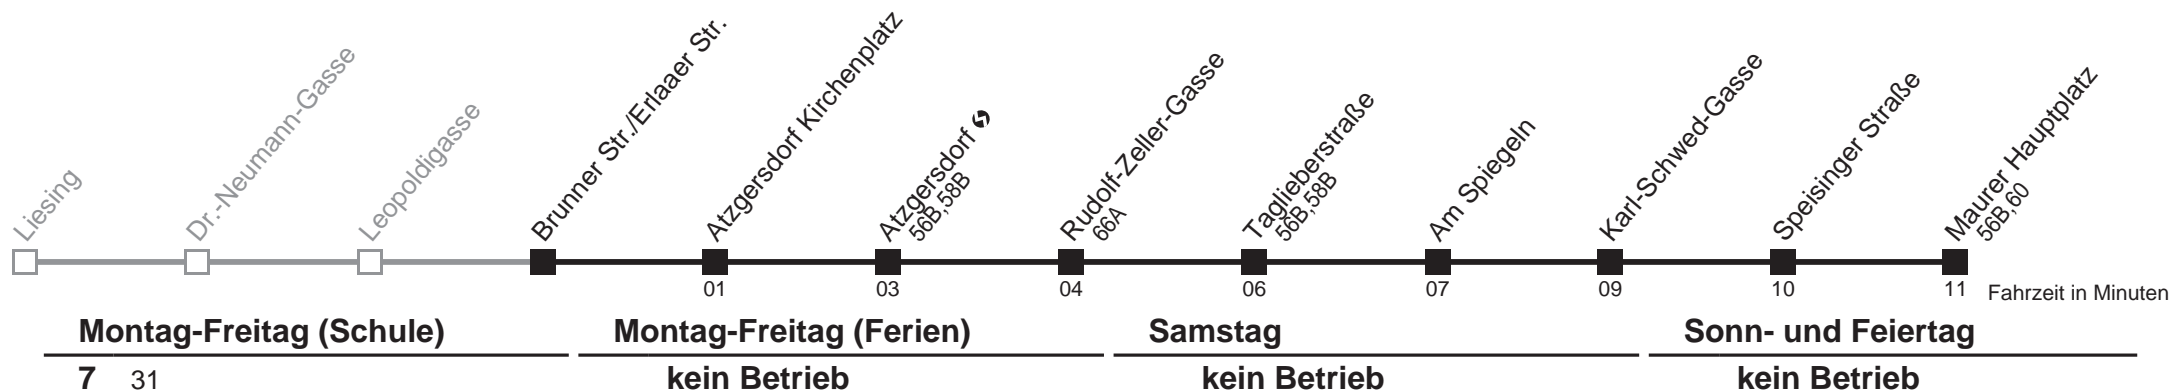 Liesing
Dr.-Neumann-Gasse
Leopoldigasse
Brunner Str./Erlaaer Str.
Atzgersdorf Kirchenplatz
Atzgersdorf
56B,58B
Rudolf-Zeller-Gasse
66A
Taglieberstraße
56B,58B
Am Spiegeln
Karl-Schwed-Gasse
Speisinger Straße
Maurer Hauptplatz
56B,60
01 03 04 06 07 09 10 11 Fahrzeit in Minuten
Montag-Freitag (Schule) Montag-Freitag (Ferien) Samstag Sonn- und Feiertag
7 31 kein Betrieb kein Betrieb kein Betrieb